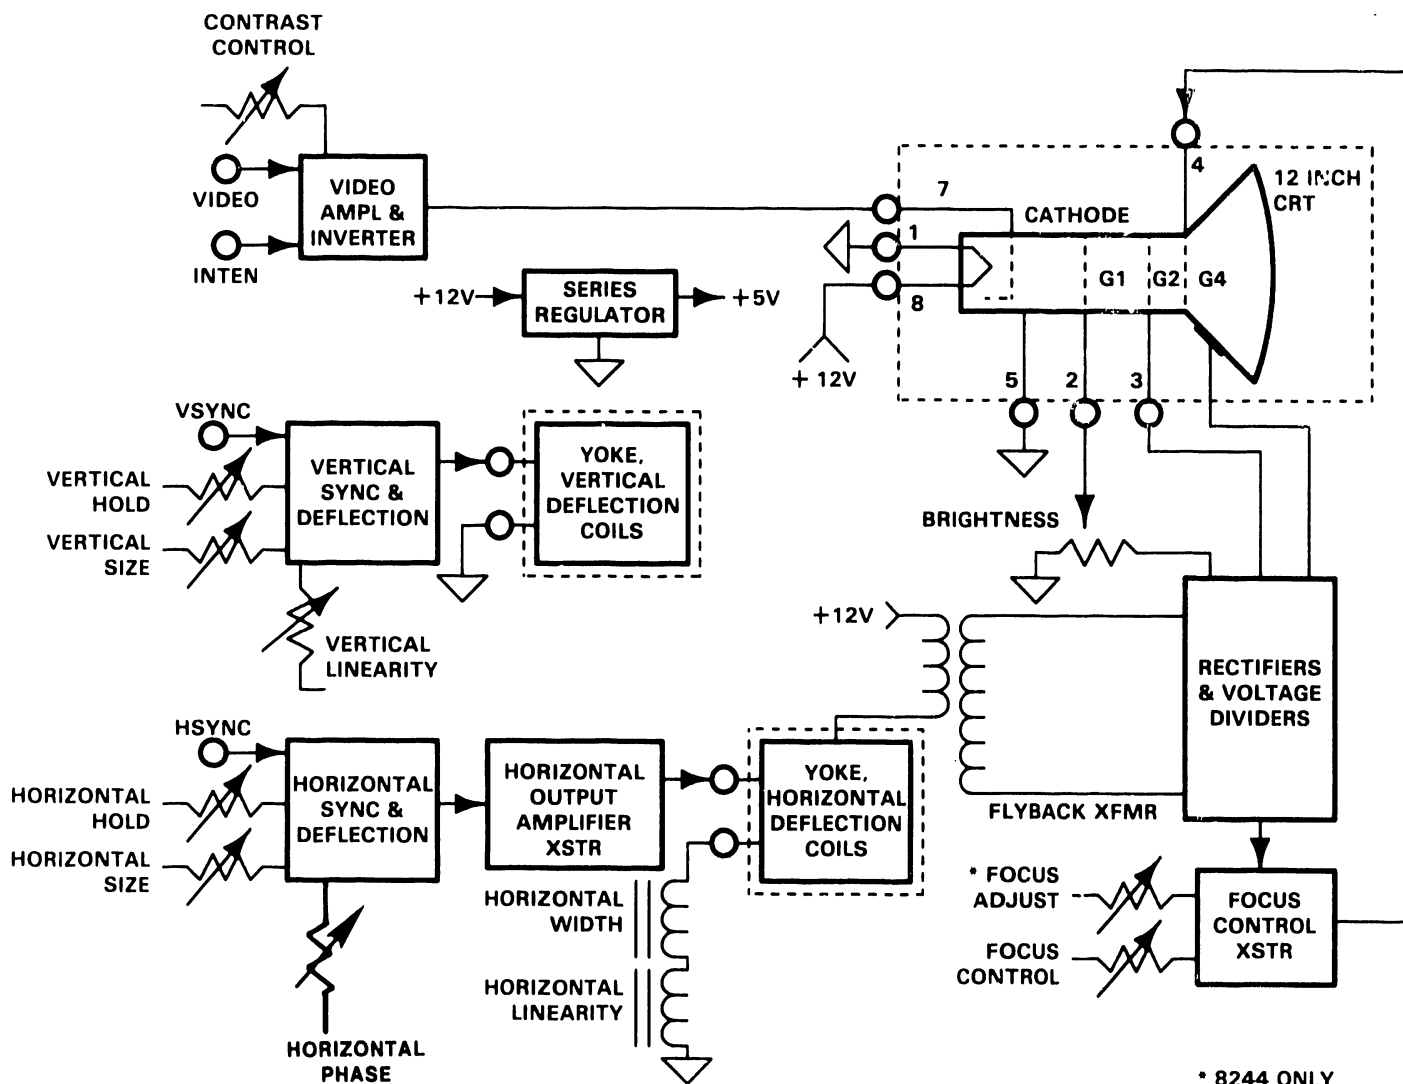 CONTRAST
CONTROL
VIDEO
INTEN
VIDEO
AMPL &
INVERTER
+12V
SERIES
REGULATOR
+5V
7
1
8
+ 12V
CATHODE
4
12 INCH
CRT
G1
G2
G4
5
2
3
VSYNC
VERTICAL
HOLD
VERTICAL
SIZE
VERTICAL
SYNC &
DEFLECTION
VERTICAL
LINEARITY
YOKE,
VERTICAL
DEFLECTION
COILS
BRIGHTNESS
+12V
FLYBACK XFMR
RECTIFIERS
& VOLTAGE
DIVIDERS
HSYNC
HORIZONTAL
HOLD
HORIZONTAL
SIZE
HORIZONTAL
SYNC &
DEFLECTION
HORIZONTAL
PHASE
HORIZONTAL
OUTPUT
AMPLIFIER
XSTR
YOKE,
HORIZONTAL
DEFLECTION
COILS
HORIZONTAL
WIDTH
HORIZONTAL
LINEARITY
* FOCUS
ADJUST
FOCUS
CONTROL
FOCUS
CONTROL
XSTR
* 8244 ONLY